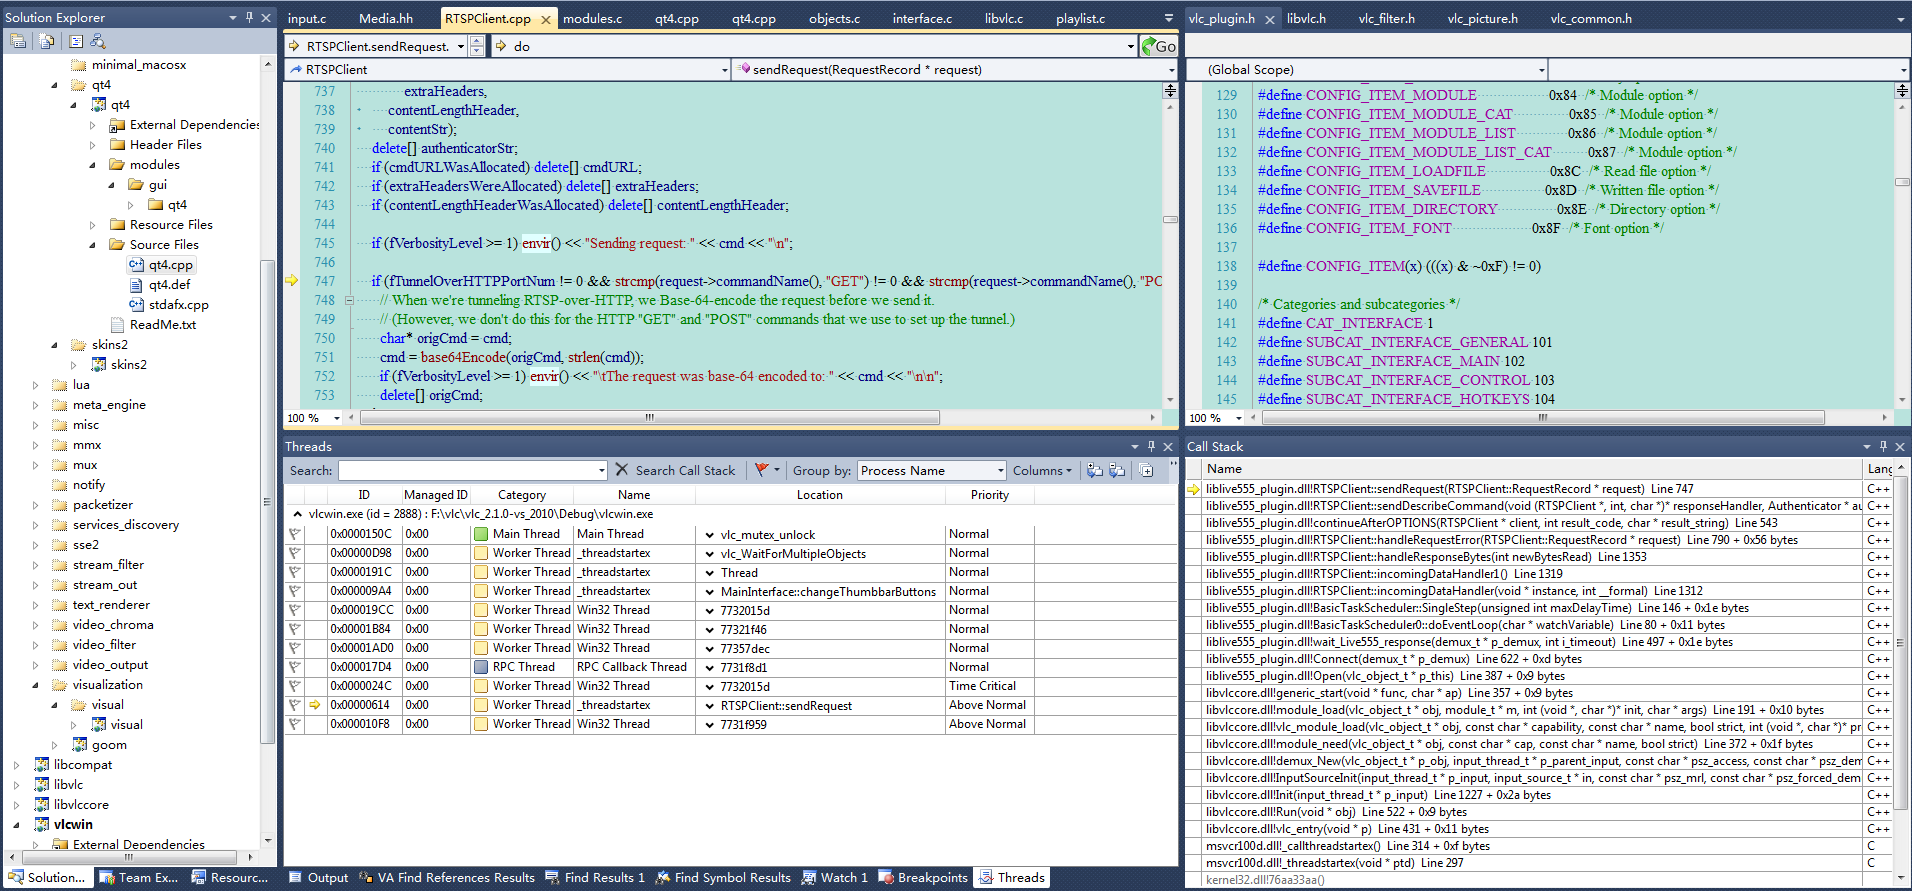 Solution Explorer
minimal_macosx
qt4
qt4
External Dependencies
Header Files
modules
gui
qt4
Resource Files
Source Files
qt4.cpp
qt4.def
stdafx.cpp
ReadMe.txt
skins2
skins2
lua
meta_engine
misc
mmx
mux
notify
packetizer
services_discovery
sse2
stream_filter
stream_out
text_renderer
video_chroma
video_filter
video_output
visualization
visual
visual
goom
libcompat
libvlc
libvlccore
vlcwin
External Dependencies
Solution... Team Ex... Resourc...
input.c Media.hh RTSPClient.cpp modules.c qt4.cpp qt4.cpp objects.c interface.c libvlc.c playlist.c
RTSPClient.sendRequest. do Go
RTSPClient sendRequest(RequestRecord * request)
737 extraHeaders,
738 contentLengthHeader,
739 contentStr);
740 delete[] authenticatorStr;
741 if (cmdURLWasAllocated) delete[] cmdURL;
742 if (extraHeadersWereAllocated) delete[] extraHeaders;
743 if (contentLengthHeaderWasAllocated) delete[] contentLengthHeader;
744
745 if (fVerbosityLevel >= 1) envir() << "Sending request: " << cmd << "\n";
746
747 if (fTunnelOverHTTPPortNum != 0 && strcmp(request->commandName(), "GET") != 0 && strcmp(request->commandName(), "PO
748 // When we're tunneling RTSP-over-HTTP, we Base-64-encode the request before we send it.
749 // (However, we don't do this for the HTTP "GET" and "POST" commands that we use to set up the tunnel.)
750 char* origCmd = cmd;
751 cmd = base64Encode(origCmd, strlen(cmd));
752 if (fVerbosityLevel >= 1) envir() << "\tThe request was base-64 encoded to: " << cmd << "\n\n";
753 delete[] origCmd;
100 %
vlc_plugin.h libvlc.h vlc_filter.h vlc_picture.h vlc_common.h
(Global Scope)
129 #define CONFIG_ITEM_MODULE 0x84 /* Module option */
130 #define CONFIG_ITEM_MODULE_CAT 0x85 /* Module option */
131 #define CONFIG_ITEM_MODULE_LIST 0x86 /* Module option */
132 #define CONFIG_ITEM_MODULE_LIST_CAT 0x87 /* Module option */
133 #define CONFIG_ITEM_LOADFILE 0x8C /* Read file option */
134 #define CONFIG_ITEM_SAVEFILE 0x8D /* Written file option */
135 #define CONFIG_ITEM_DIRECTORY 0x8E /* Directory option */
136 #define CONFIG_ITEM_FONT 0x8F /* Font option */
137
138 #define CONFIG_ITEM(x) (((x) & ~0xF) != 0)
139
140 /* Categories and subcategories */
141 #define CAT_INTERFACE 1
142 #define SUBCAT_INTERFACE_GENERAL 101
143 #define SUBCAT_INTERFACE_MAIN 102
144 #define SUBCAT_INTERFACE_CONTROL 103
145 #define SUBCAT_INTERFACE_HOTKEYS 104
100 %
Threads
Search: Search Call Stack Group by: Process Name Columns
ID Managed ID Category Name Location Priority
vlcwin.exe (id = 2888) : F:\vlc\vlc_2.1.0-vs_2010\Debug\vlcwin.exe
0x0000150C 0x00 Main Thread Main Thread vlc_mutex_unlock Normal
0x00000D98 0x00 Worker Thread _threadstartex vlc_WaitForMultipleObjects Normal
0x0000191C 0x00 Worker Thread _threadstartex Thread Normal
0x000009A4 0x00 Worker Thread _threadstartex MainInterface::changeThumbbarButtons Normal
0x000019CC 0x00 Worker Thread Win32 Thread 7732015d Normal
0x00001B84 0x00 Worker Thread Win32 Thread 77321f46 Normal
0x00001AD0 0x00 Worker Thread Win32 Thread 77357dec Normal
0x000017D4 0x00 RPC Thread RPC Callback Thread 7731f8d1 Normal
0x0000024C 0x00 Worker Thread Win32 Thread 7732015d Time Critical
0x00000614 0x00 Worker Thread _threadstartex RTSPClient::sendRequest Above Normal
0x000010F8 0x00 Worker Thread Win32 Thread 7731f959 Above Normal
Output VA Find References Results Find Results 1 Find Symbol Results Watch 1 Breakpoints Threads
Call Stack
Name Lang
liblive555_plugin.dll!RTSPClient::sendRequest(RTSPClient::RequestRecord * request) Line 747 C++
liblive555_plugin.dll!RTSPClient::sendDescribeCommand(void (RTSPClient *, int, char *)* responseHandler, Authenticator * au C++
liblive555_plugin.dll!continueAfterOPTIONS(RTSPClient * client, int result_code, char * result_string) Line 543 C++
liblive555_plugin.dll!RTSPClient::handleRequestError(RTSPClient::RequestRecord * request) Line 790 + 0x56 bytes C++
liblive555_plugin.dll!RTSPClient::handleResponseBytes(int newBytesRead) Line 1353 C++
liblive555_plugin.dll!RTSPClient::incomingDataHandler1() Line 1319 C++
liblive555_plugin.dll!RTSPClient::incomingDataHandler(void * instance, int __formal) Line 1312 C++
liblive555_plugin.dll!BasicTaskScheduler::SingleStep(unsigned int maxDelayTime) Line 146 + 0x1e bytes C++
liblive555_plugin.dll!BasicTaskScheduler0::doEventLoop(char * watchVariable) Line 80 + 0x11 bytes C++
liblive555_plugin.dll!wait_Live555_response(demux_t * p_demux, int i_timeout) Line 497 + 0x1e bytes C++
liblive555_plugin.dll!Connect(demux_t * p_demux) Line 622 + 0xd bytes C++
liblive555_plugin.dll!Open(vlc_object_t * p_this) Line 387 + 0x9 bytes C++
libvlccore.dll!generic_start(void * func, char * ap) Line 357 + 0x9 bytes C++
libvlccore.dll!module_load(vlc_object_t * obj, module_t * m, int (void *, char *)* init, char * args) Line 191 + 0x10 bytes C++
libvlccore.dll!vlc_module_load(vlc_object_t * obj, const char * capability, const char * name, bool strict, int (void *, char *)* pr C++
libvlccore.dll!module_need(vlc_object_t * obj, const char * cap, const char * name, bool strict) Line 372 + 0x1f bytes C++
libvlccore.dll!demux_New(vlc_object_t * p_obj, input_thread_t * p_parent_input, const char * psz_access, const char * psz_dem C++
libvlccore.dll!InputSourceInit(input_thread_t * p_input, input_source_t * in, const char * psz_mrl, const char * psz_forced_dem C++
libvlccore.dll!Init(input_thread_t * p_input) Line 1227 + 0x2a bytes C++
libvlccore.dll!Run(void * obj) Line 522 + 0x9 bytes C++
libvlccore.dll!vlc_entry(void * p) Line 431 + 0x11 bytes C++
msvcr100d.dll!_callthreadstartex() Line 314 + 0xf bytes C
msvcr100d.dll!_threadstartex(void * ptd) Line 297 C
kernel32.dll!76aa33aa()